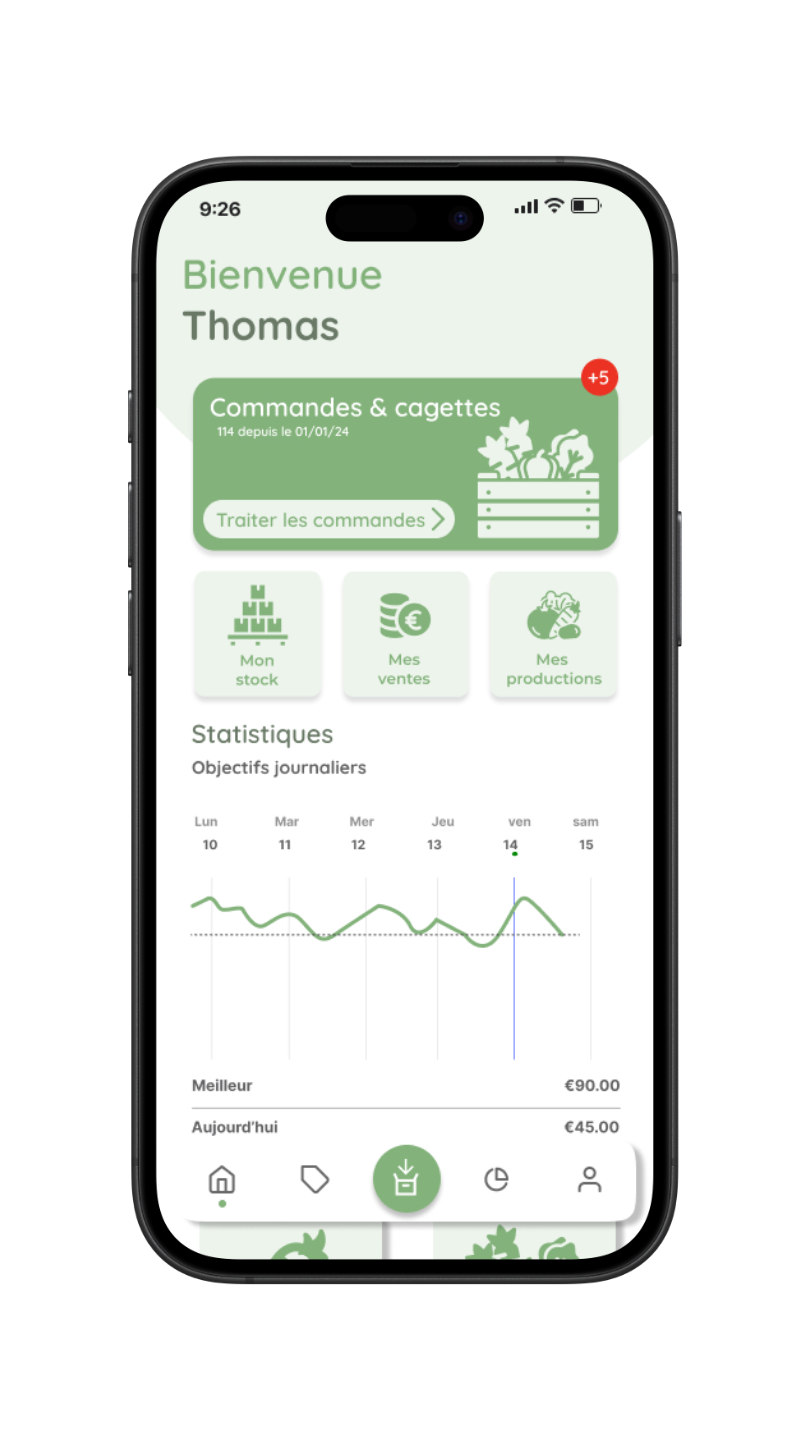 9:26
Bienvenue
Thomas
+5
Commandes & cagettes
114 depuis le 01/01/24
Traiter les commandes
Mon
stock
Mes
ventes
Mes
productions
Statistiques
Objectifs journaliers
Lun Mar Mer Jeu ven sam
10 11 12 13 14 15
Meilleur €90.00
Aujourd'hui €45.00